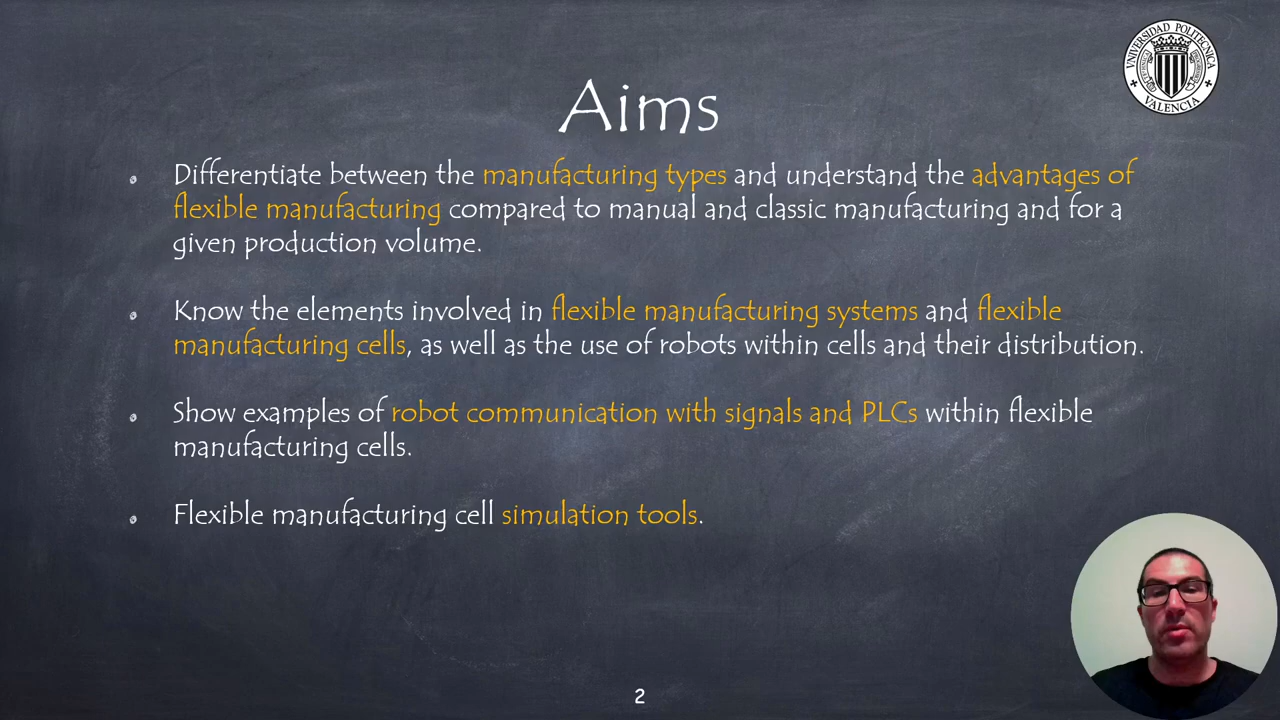 UNIVERSIDAD POLITECNICA
VALENCIA
Aims
Differentiate between the manufacturing types and understand the advantages of
flexible manufacturing compared to manual and classic manufacturing and for a
given production volume.
Know the elements involved in flexible manufacturing systems and flexible
manufacturing cells, as well as the use of robots within cells and their distribution.
Show examples of robot communication with signals and PLCs within flexible
manufacturing cells.
Flexible manufacturing cell simulation tools.
2